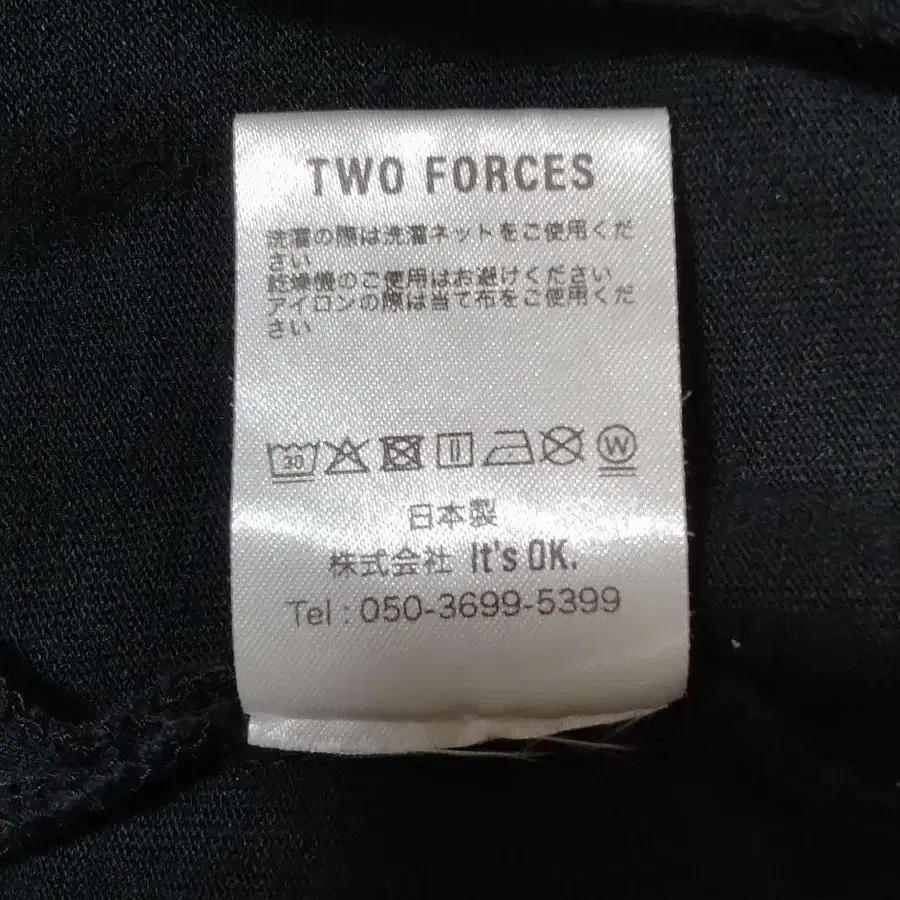 TWO FORCES
洗濯の際は洗濯ネットをご使用くだ
さい
乾燥機のご使用はお避けください
アイロンの際は当て布をご使用くだ
さい
30 W
日本製
株式会社 It's OK.
Tel : 050-3699-5399